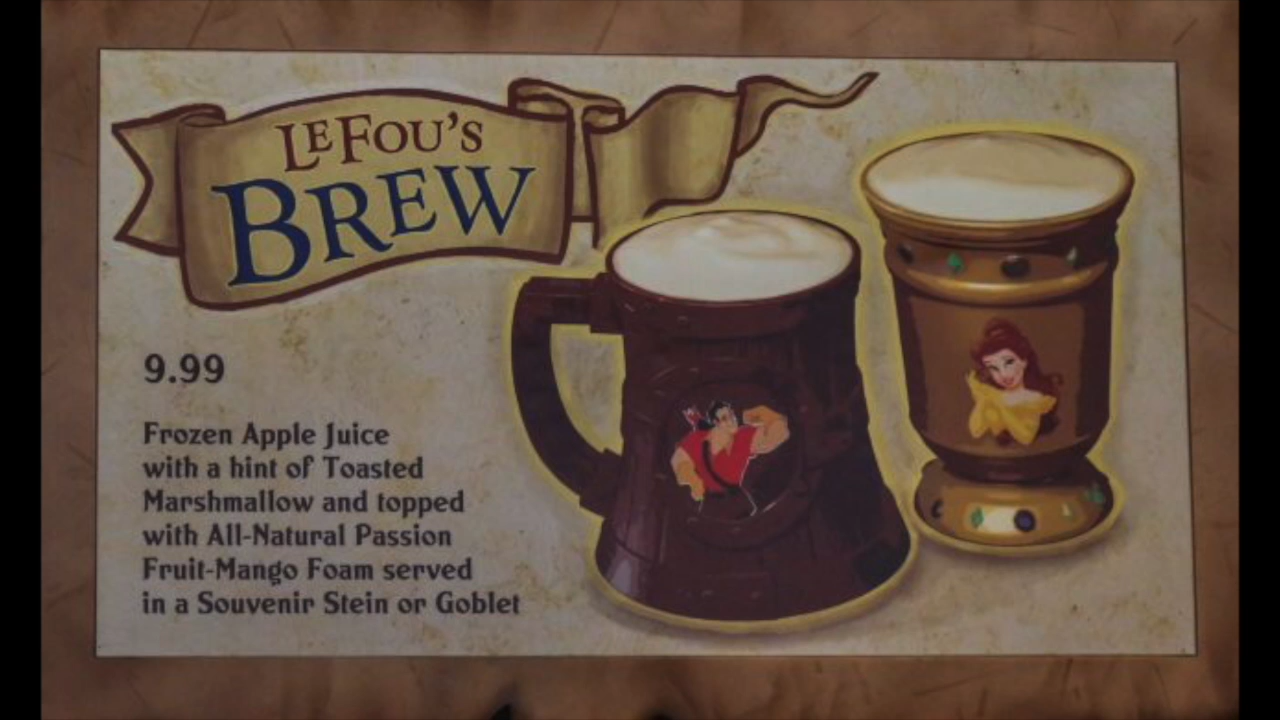 LeFou's
Brew
9.99
Frozen Apple Juice
with a hint of Toasted
Marshmallow and topped
with All-Natural Passion
Fruit-Mango Foam served
in a Souvenir Stein or Goblet